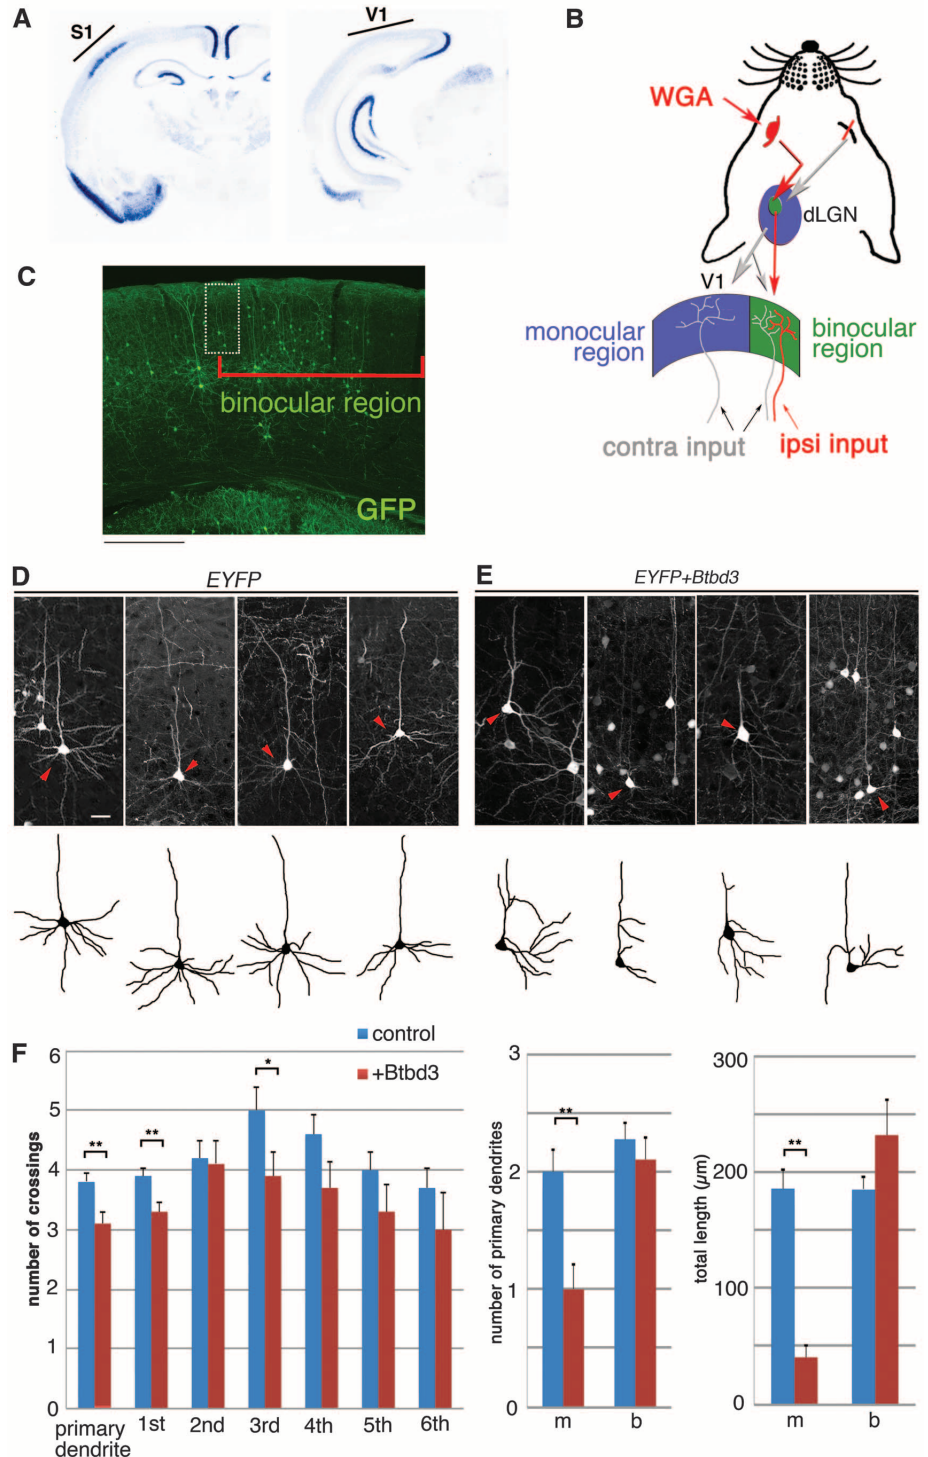 A
S1
V1
B
WGA
dLGN
V1
monocular
region
binocular
region
contra input
ipsi input
C
binocular region
GFP
D
EYFP
E
EYFP+Btbd3
F
control
+Btbd3
number of crossings
6
5
4
3
2
1
0
**
**
*
primary
dendrite
1st
2nd
3rd
4th
5th
6th
number of primary dendrites
3
2
1
0
**
m
b
total length (µm)
300
200
100
0
**
m
b